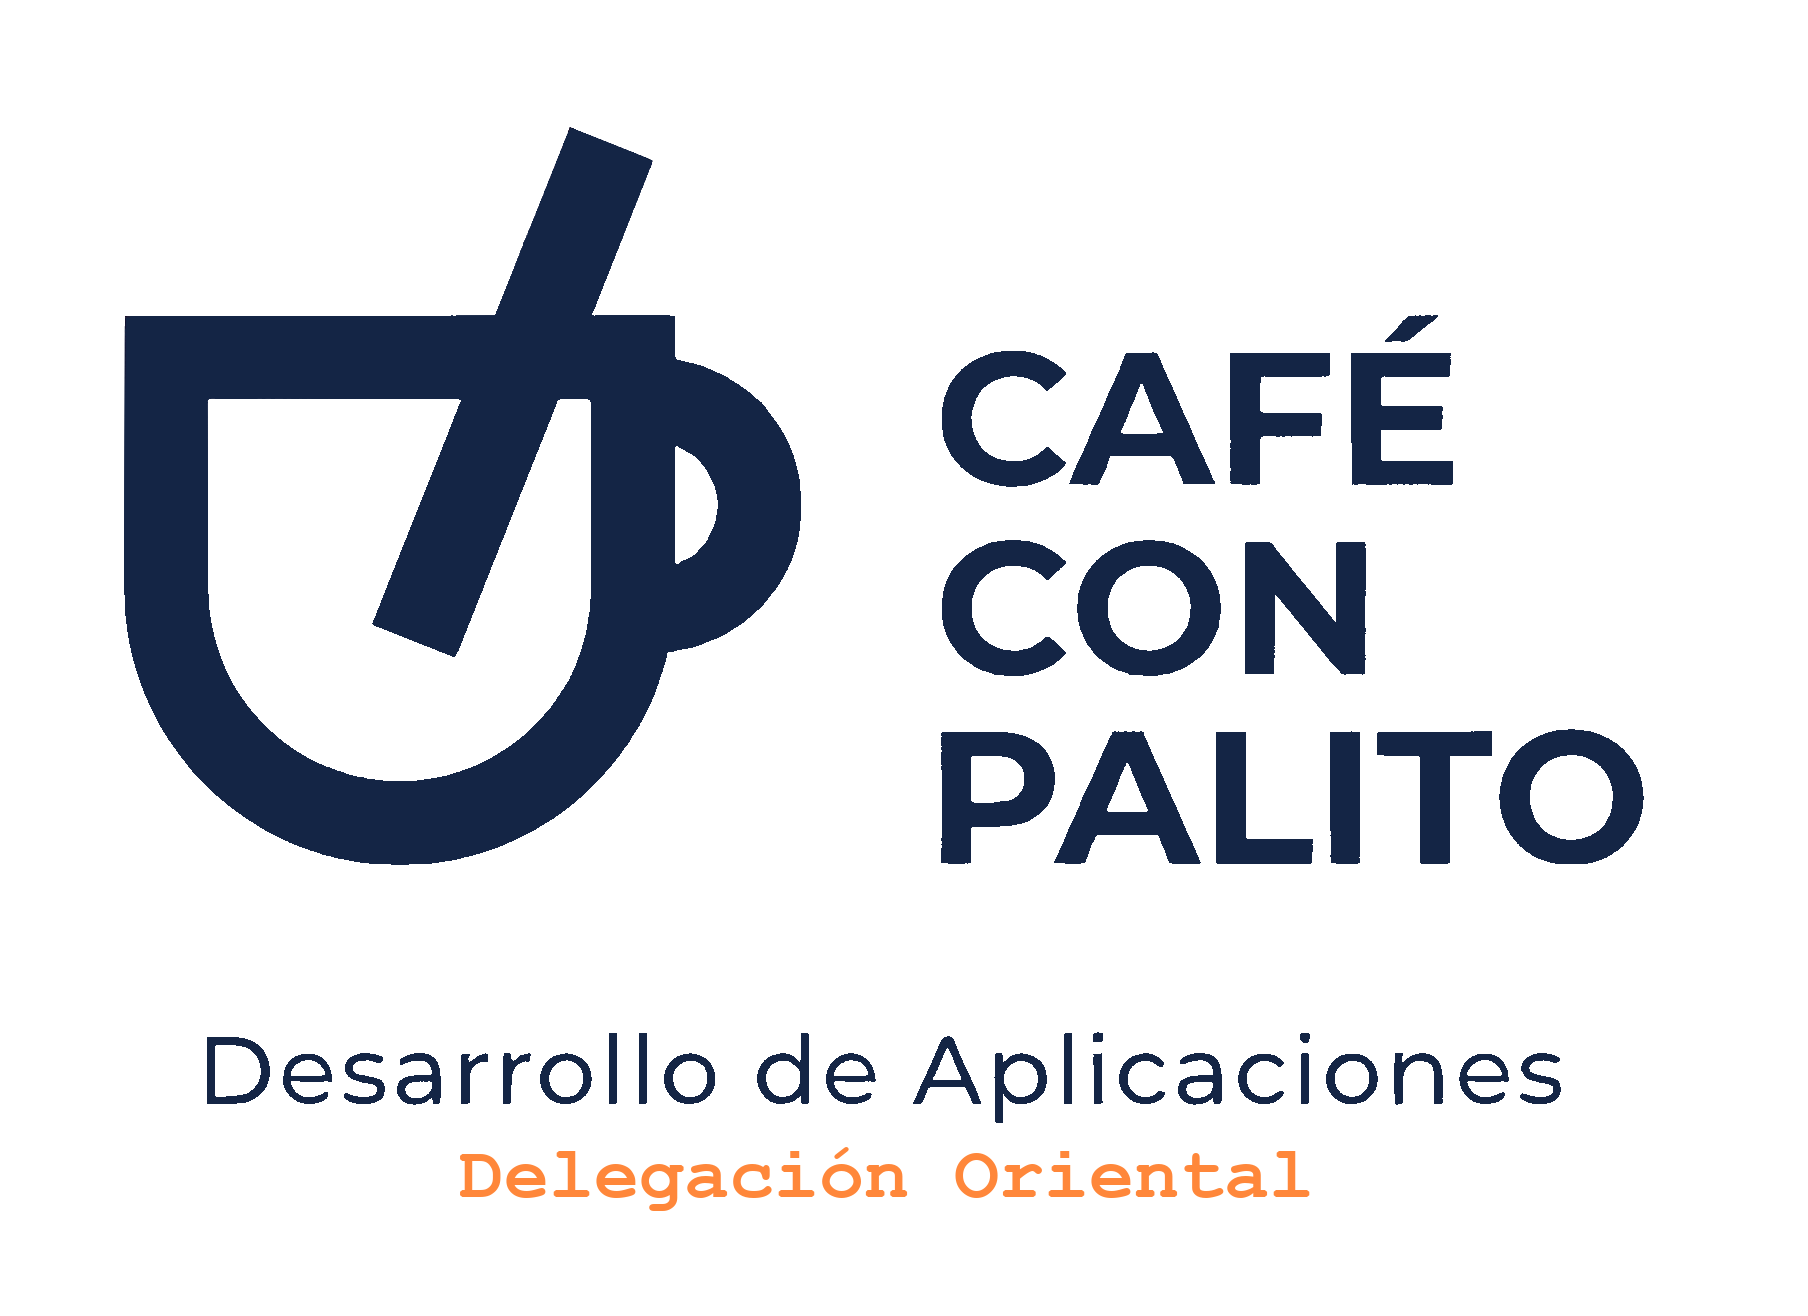 CAFÉ
CON
PALITO
Desarrollo de Aplicaciones
Delegación Oriental